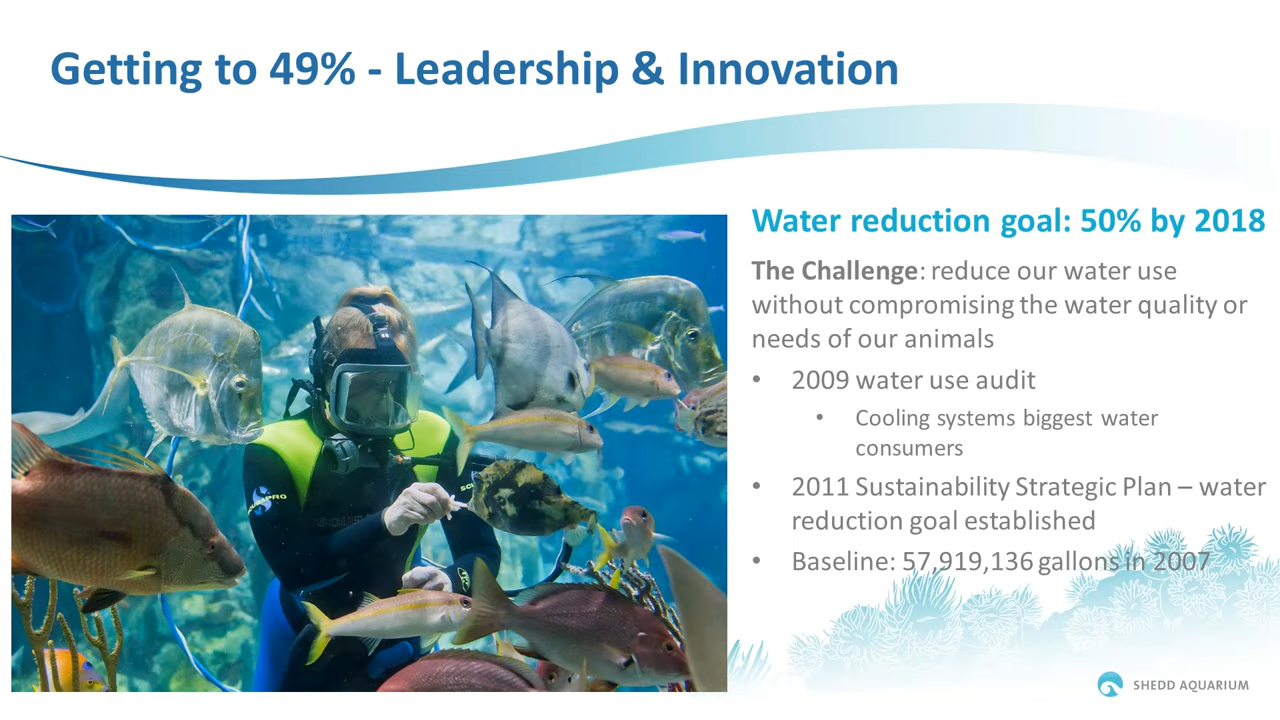 Getting to 49% - Leadership & Innovation
Water reduction goal: 50% by 2018
The Challenge: reduce our water use
without compromising the water quality or
needs of our animals
• 2009 water use audit
• Cooling systems biggest water
consumers
• 2011 Sustainability Strategic Plan – water
reduction goal established
• Baseline: 57,919,136 gallons in 2007
SHEDD AQUARIUM